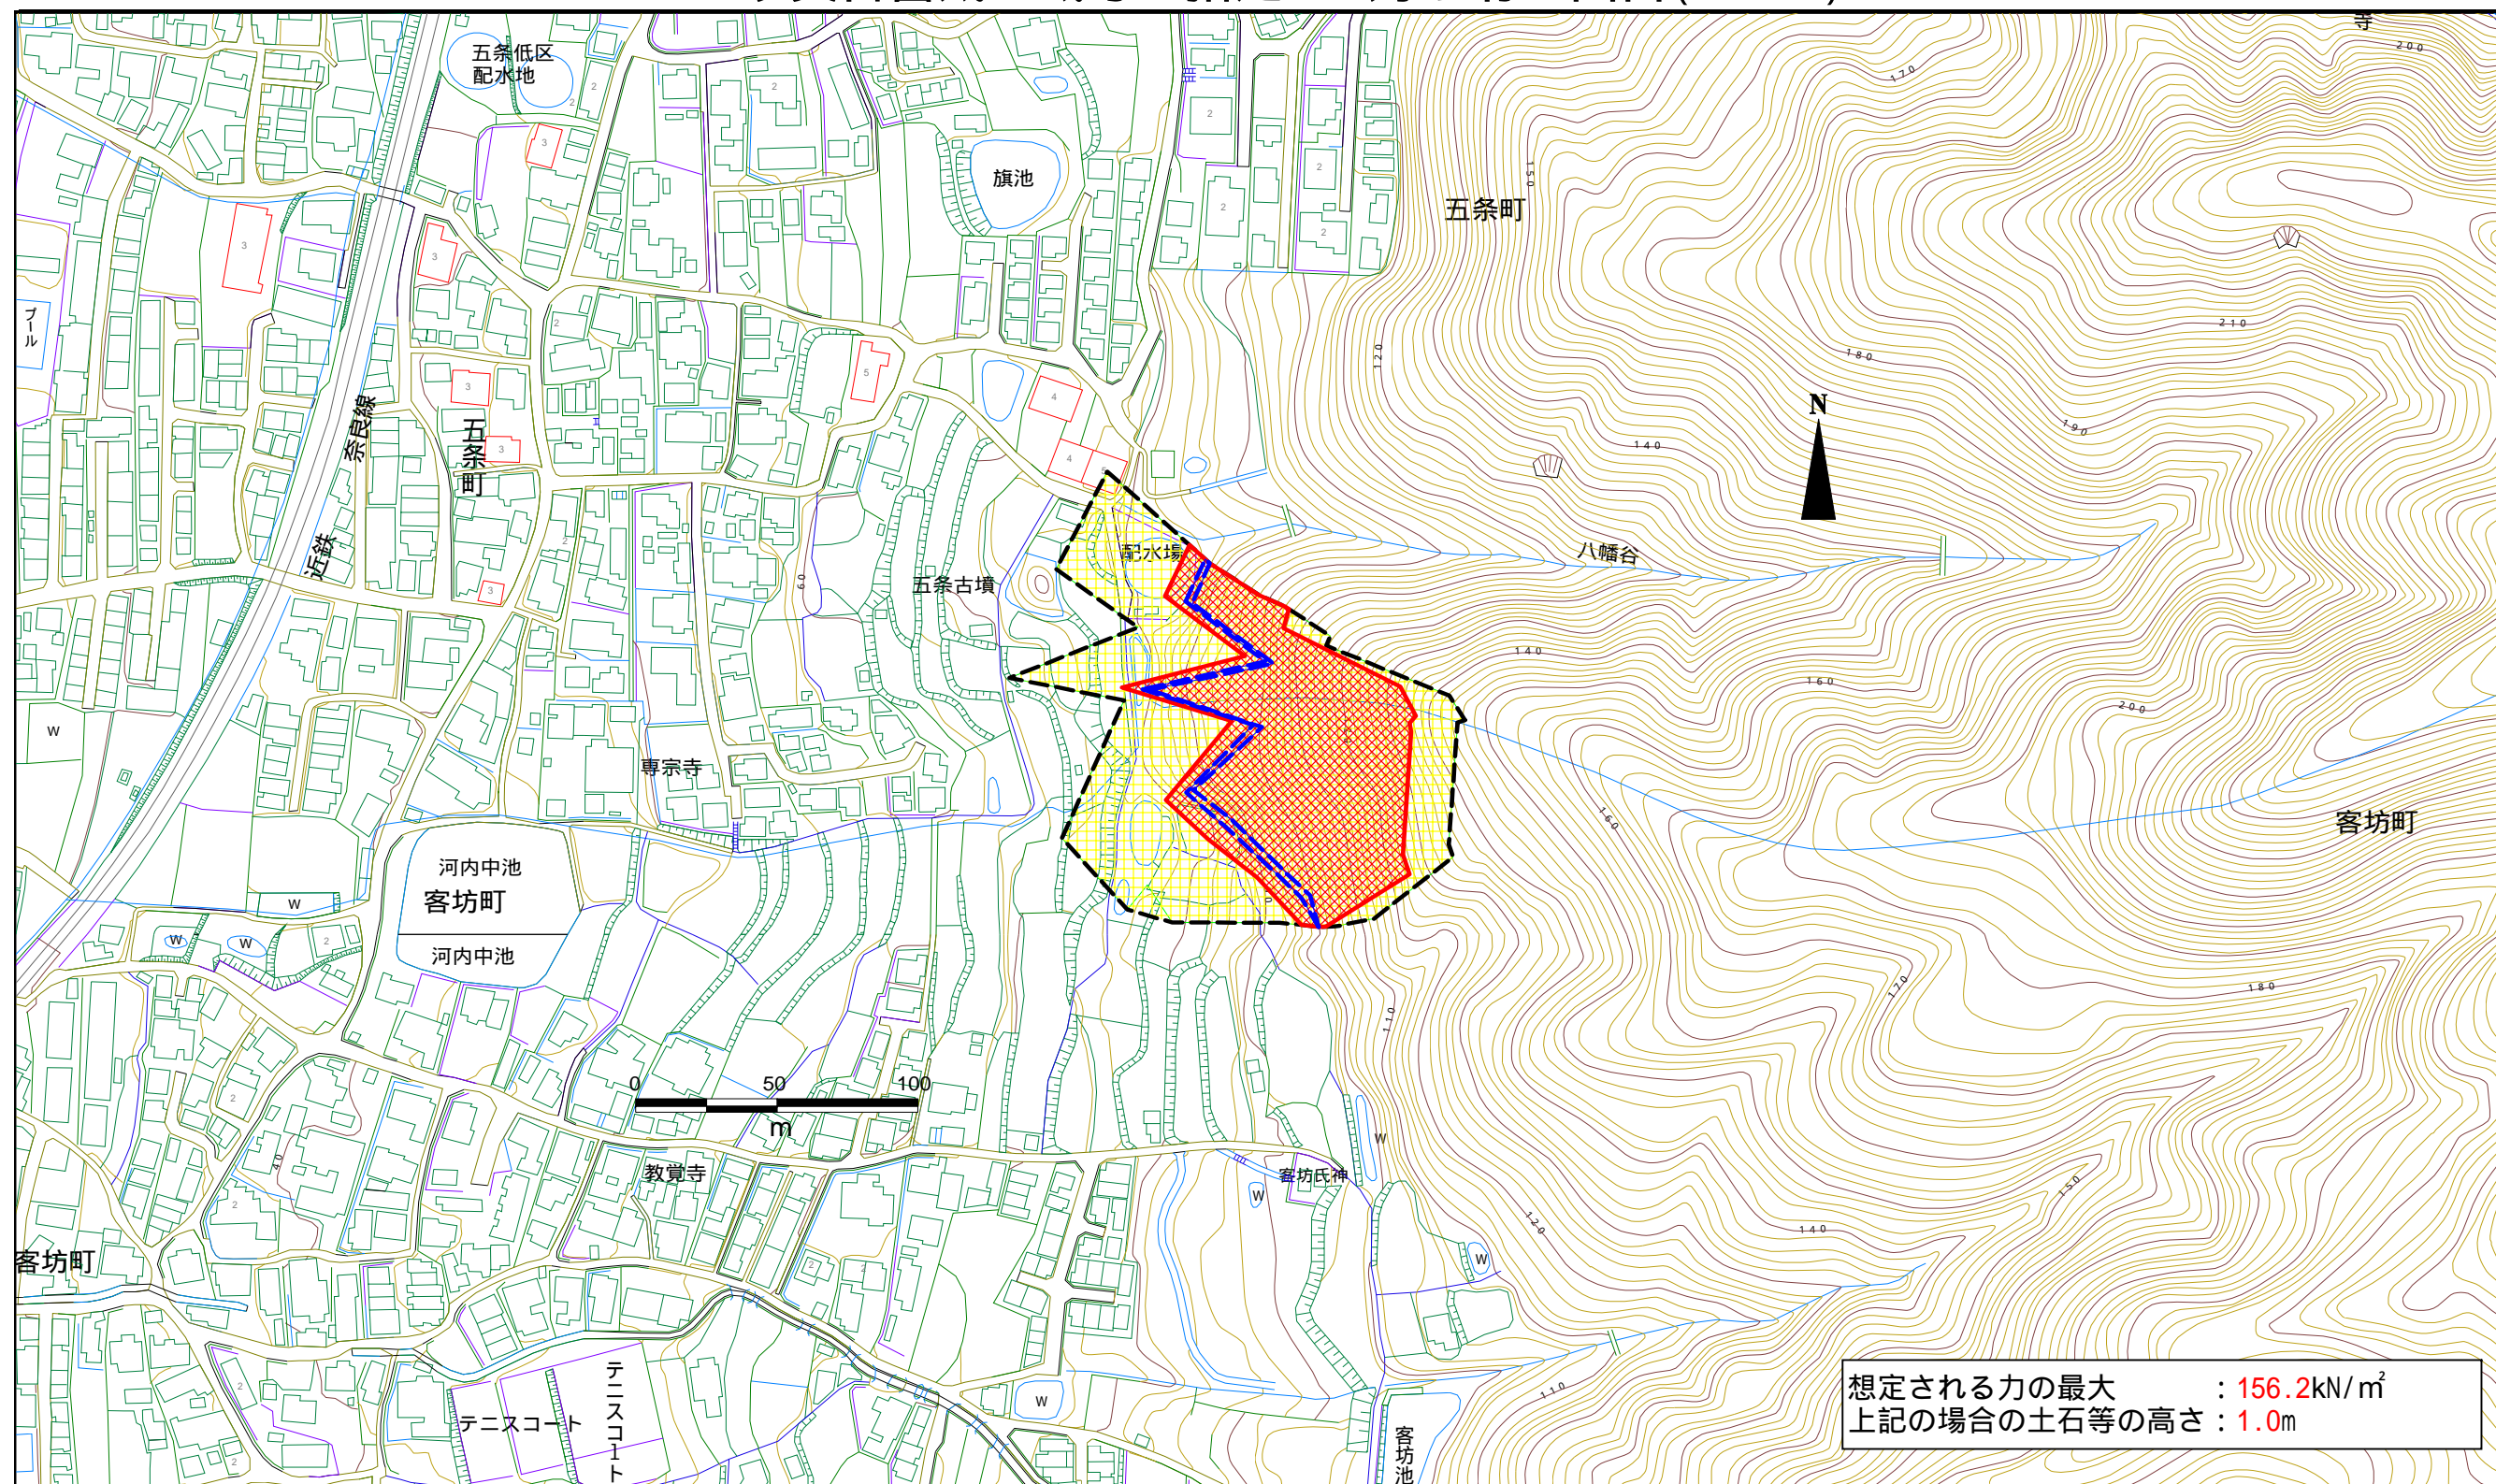 五条低区
配水地
寺
200
170
旗池
150
五条町
210
プール
120
180
190
N
140
奈良線
五条町
近鉄
60
五条古墳
配水場
八幡谷
140
160
200
W
専宗寺
160
客坊町
河内中池
客坊町
河内中池
W
W
W
170
180
110
0 50 100
m
40
教覚寺
客坊氏神
W
W
150
120
140
客坊町
W
W
110
テニスコート
テニスコート
客坊池
想定される力の最大 : 156.2kN/㎡
上記の場合の土石等の高さ : 1.0m